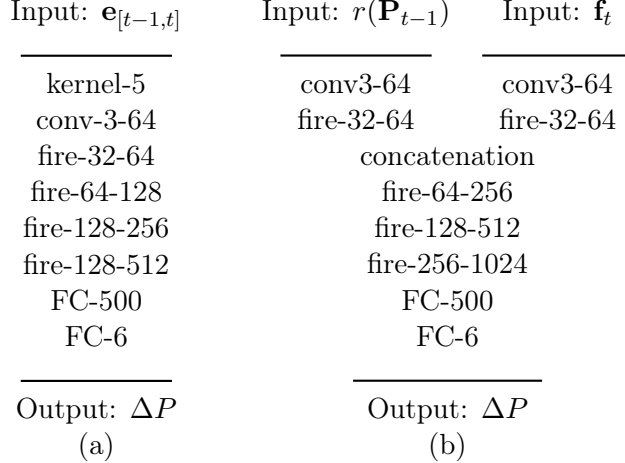 Input: e[t−1,t]
kernel-5
conv-3-64
fire-32-64
fire-64-128
fire-128-256
fire-128-512
FC-500
FC-6
Output: ΔP
(a)
Input: r(Pt−1) Input: ft
conv3-64 conv3-64
fire-32-64 fire-32-64
concatenation
fire-64-256
fire-128-512
fire-256-1024
FC-500
FC-6
Output: ΔP
(b)